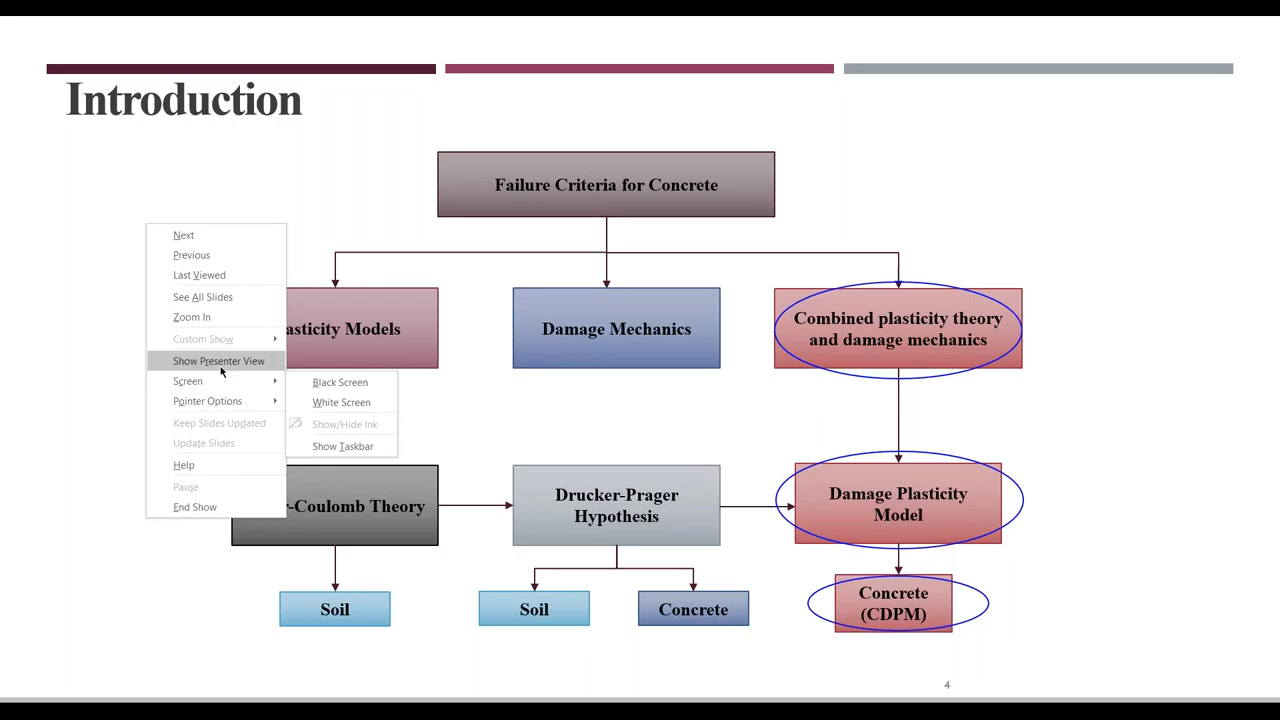 Introduction
Failure Criteria for Concrete
Next
Previous
Last Viewed
See All Slides
Zoom In
Custom Show
Show Presenter View
Screen
Pointer Options
Keep Slides Updated
Update Slides
Help
Pause
End Show
Black Screen
White Screen
Show/Hide Ink
Show Taskbar
asticity Models
Damage Mechanics
Combined plasticity theory
and damage mechanics
-Coulomb Theory
Drucker-Prager
Hypothesis
Damage Plasticity
Model
Soil
Soil
Concrete
Concrete
(CDPM)
4